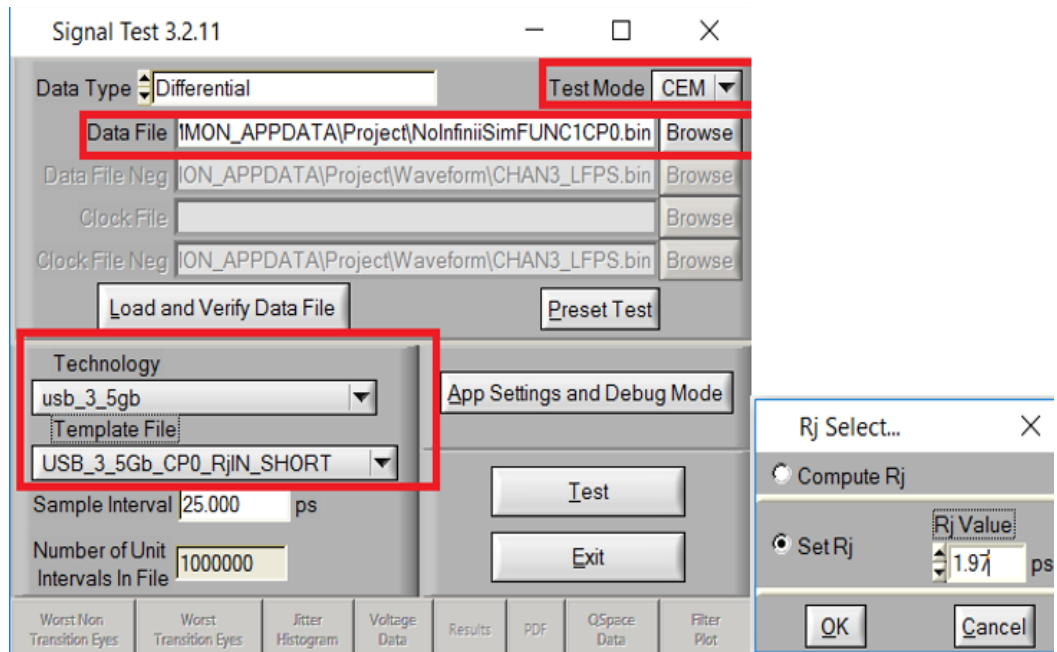 Signal Test 3.2.11
Data Type Differential Test Mode CEM
Data File 1MON_APPDATA\Project\NoInfiniiSimFUNC1CP0.bin Browse
Data File Neg ION_APPDATA\Project\Waveform\CHAN3_LFPS.bin Browse
Clock File Browse
Clock File Neg ION_APPDATA\Project\Waveform\CHAN3_LFPS.bin Browse
Load and Verify Data File Preset Test
Technology
usb_3_5gb
App Settings and Debug Mode
Template File
USB_3_5Gb_CP0_RjIN_SHORT
Sample Interval 25.000 ps
Test
Number of Unit
Intervals In File
1000000
Exit
Worst Non
Transition Eyes
Worst
Transition Eyes
Jitter
Histogram
Voltage
Data
Results
PDF
QSpace
Data
Filter
Plot
Rj Select...
Compute Rj
Set Rj
Rj Value
1.97 ps
OK Cancel